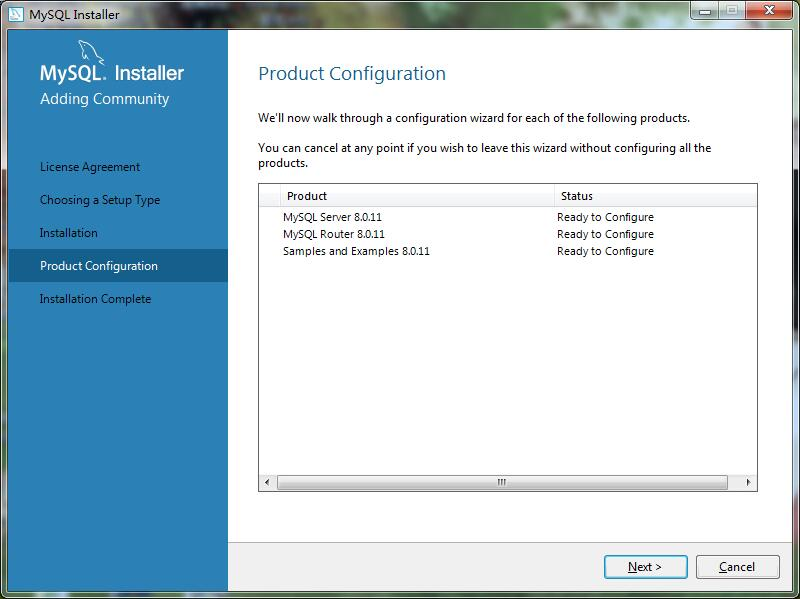 MySQL Installer
MySQL. Installer
Adding Community
License Agreement
Choosing a Setup Type
Installation
Product Configuration
Installation Complete
Product Configuration
We'll now walk through a configuration wizard for each of the following products.
You can cancel at any point if you wish to leave this wizard without configuring all the
products.
Product Status
MySQL Server 8.0.11 Ready to Configure
MySQL Router 8.0.11 Ready to Configure
Samples and Examples 8.0.11 Ready to Configure
Next > Cancel